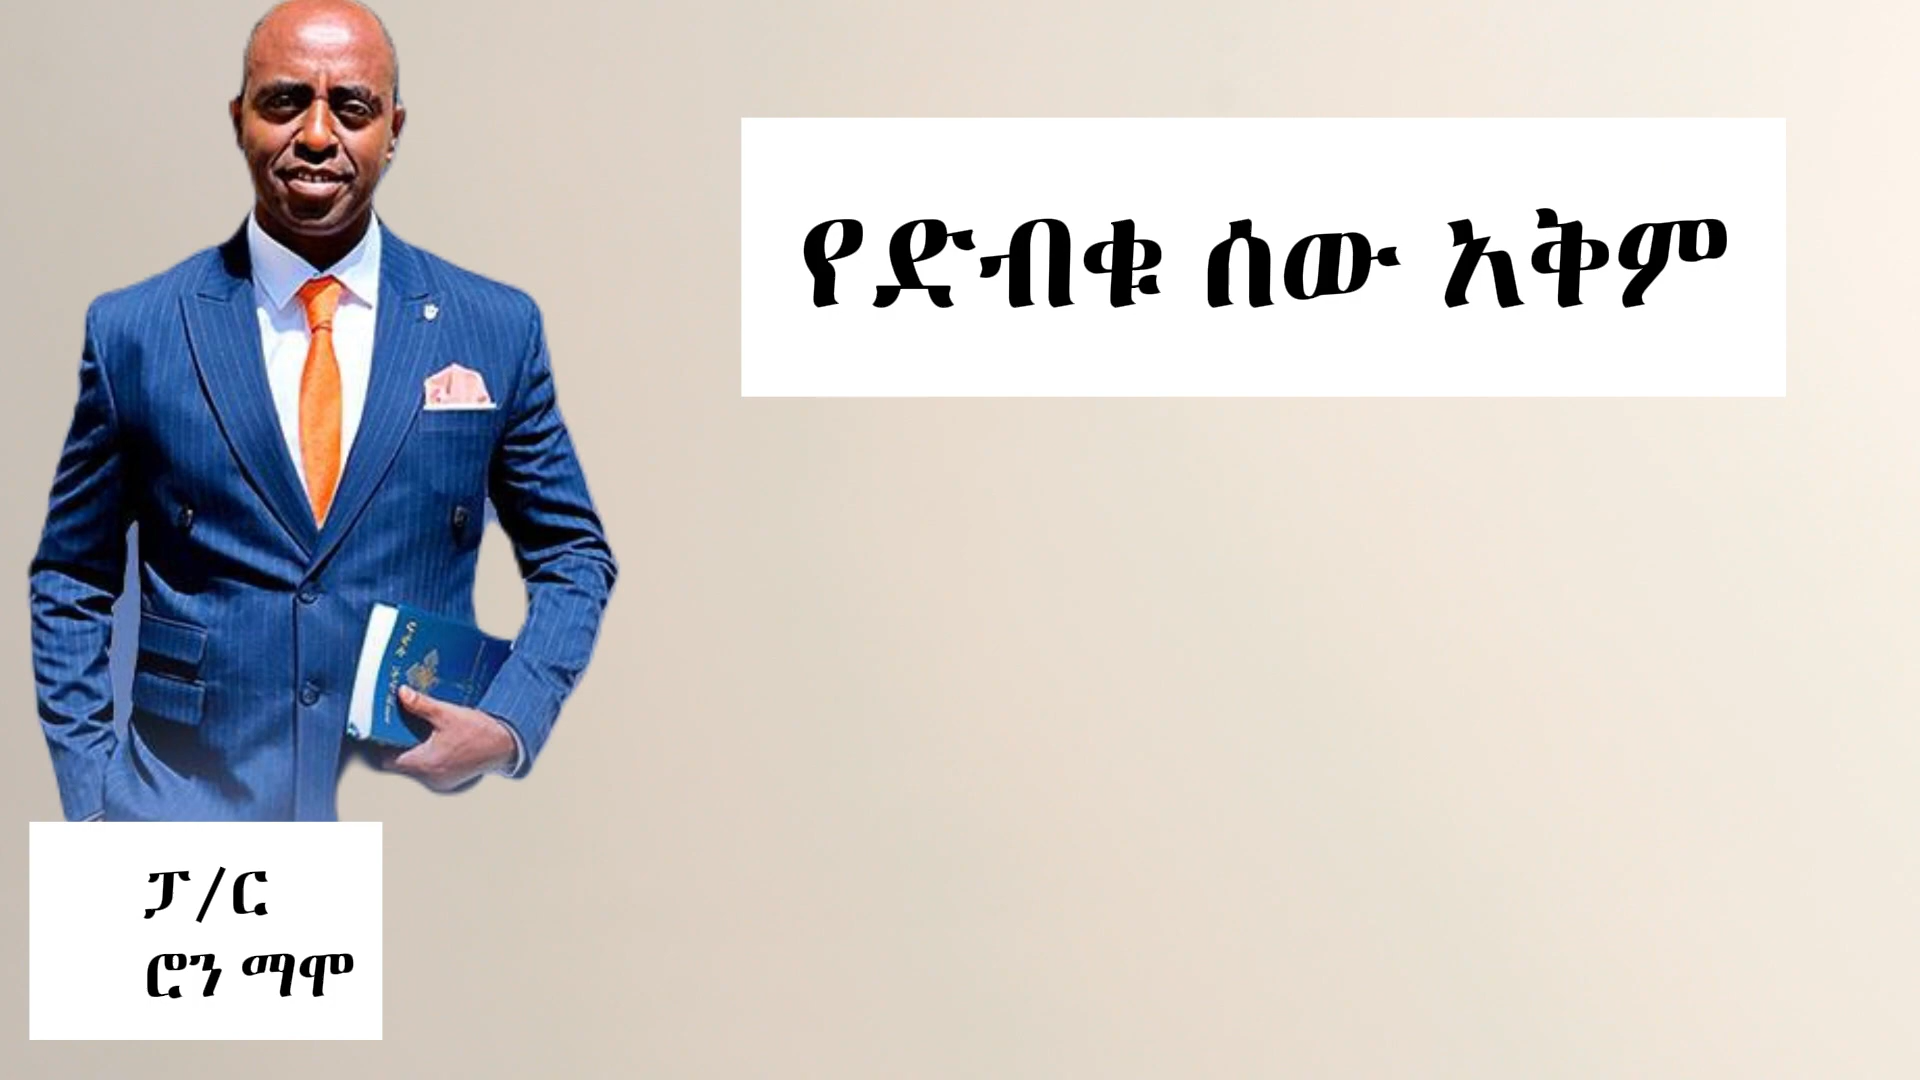 የድብቁ ሰው አቅም
ፓ/ር
ሮን ማሞ